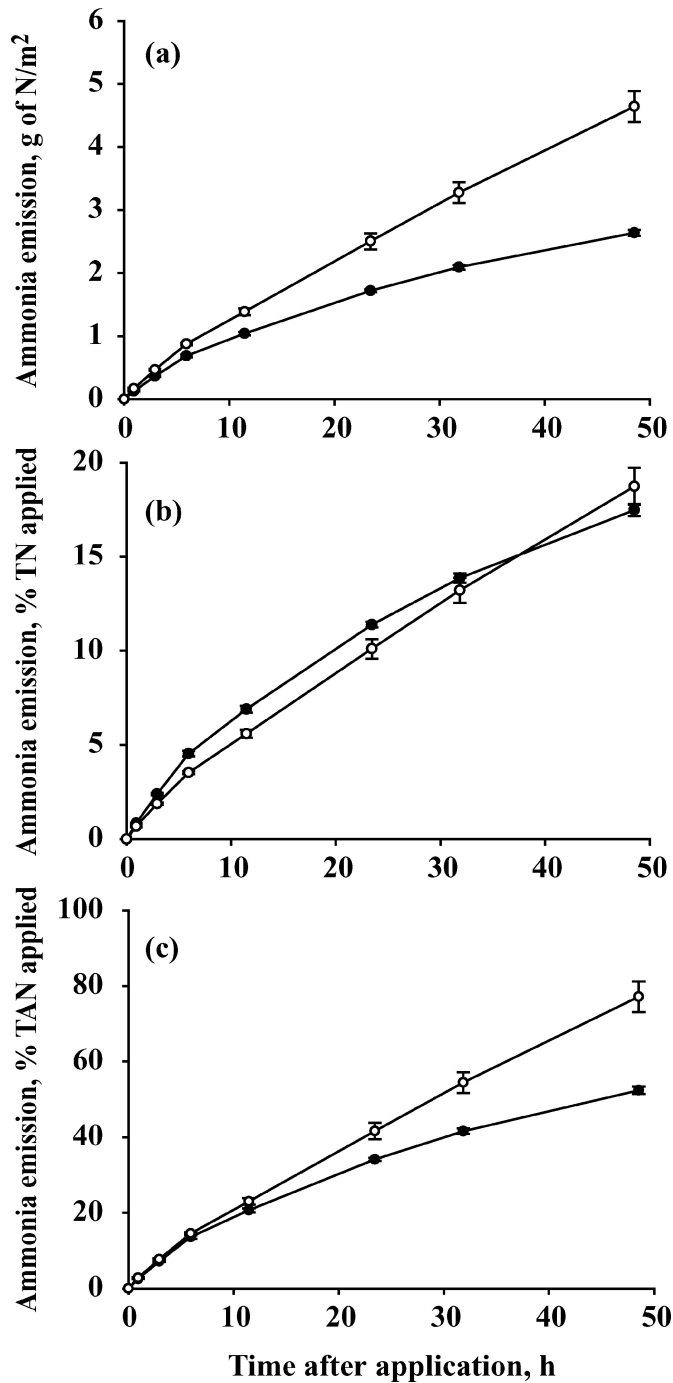 Ammonia emission, g of N/m²
(a)
6
5
4
3
2
1
0
0 10 20 30 40 50
Ammonia emission, % TN applied
(b)
20
15
10
5
0
0 10 20 30 40 50
Ammonia emission, % TAN applied
(c)
100
80
60
40
20
0
0 10 20 30 40 50
Time after application, h